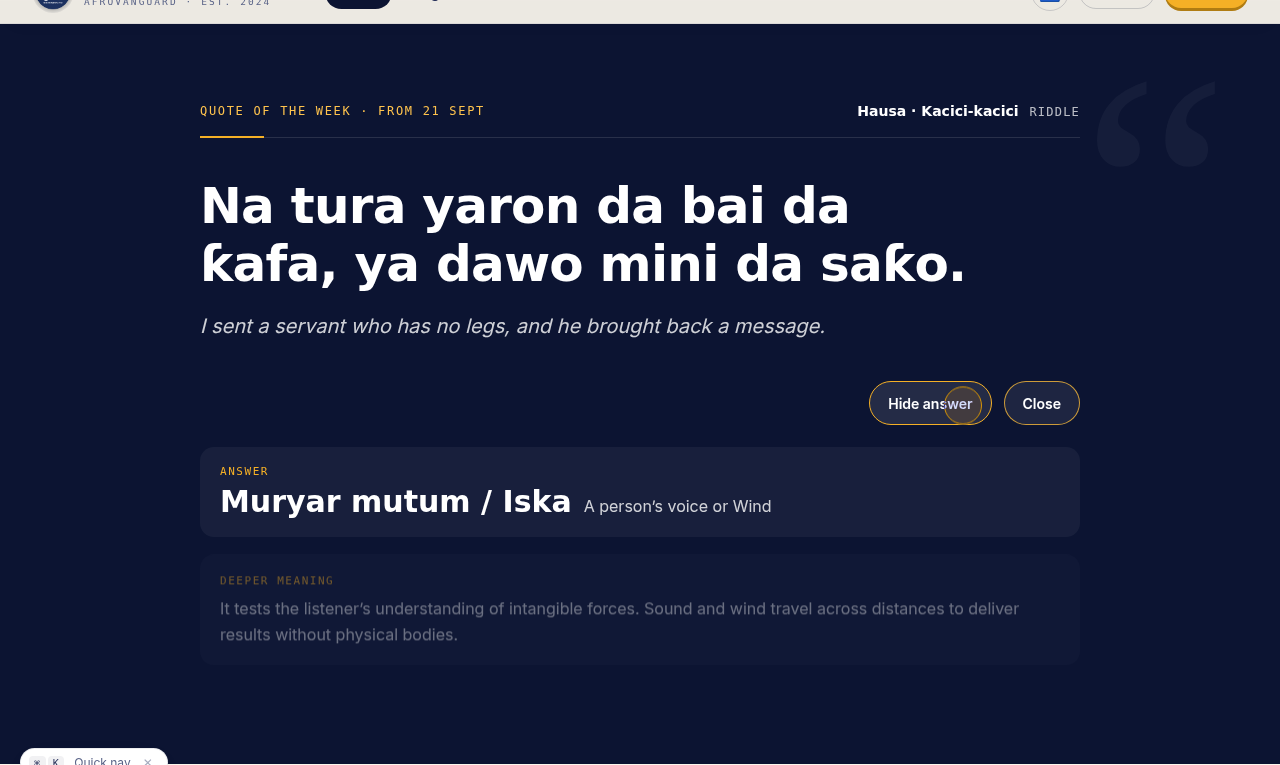 AFROVANGUARD · EST. 2024
QUOTE OF THE WEEK · FROM 21 SEPT
Hausa · Kacici-kacici RIDDLE
Na tura yaron da bai da
ƙafa, ya dawo mini da saƙo.
I sent a servant who has no legs, and he brought back a message.
Hide answer
Close
ANSWER
Muryar mutum / Iska A person’s voice or Wind
DEEPER MEANING
It tests the listener’s understanding of intangible forces. Sound and wind travel across distances to deliver
results without physical bodies.
⌘ K Quick nav ×